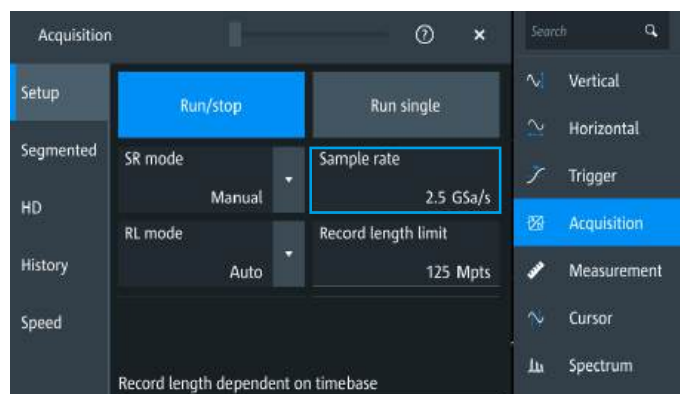 Acquisition
Setup
Segmented
HD
History
Speed
Run/stop
Run single
SR mode
Manual
Sample rate
2.5 GSa/s
RL mode
Auto
Record length limit
125 Mpts
Record length dependent on timebase
Search
Vertical
Horizontal
Trigger
Acquisition
Measurement
Cursor
Spectrum